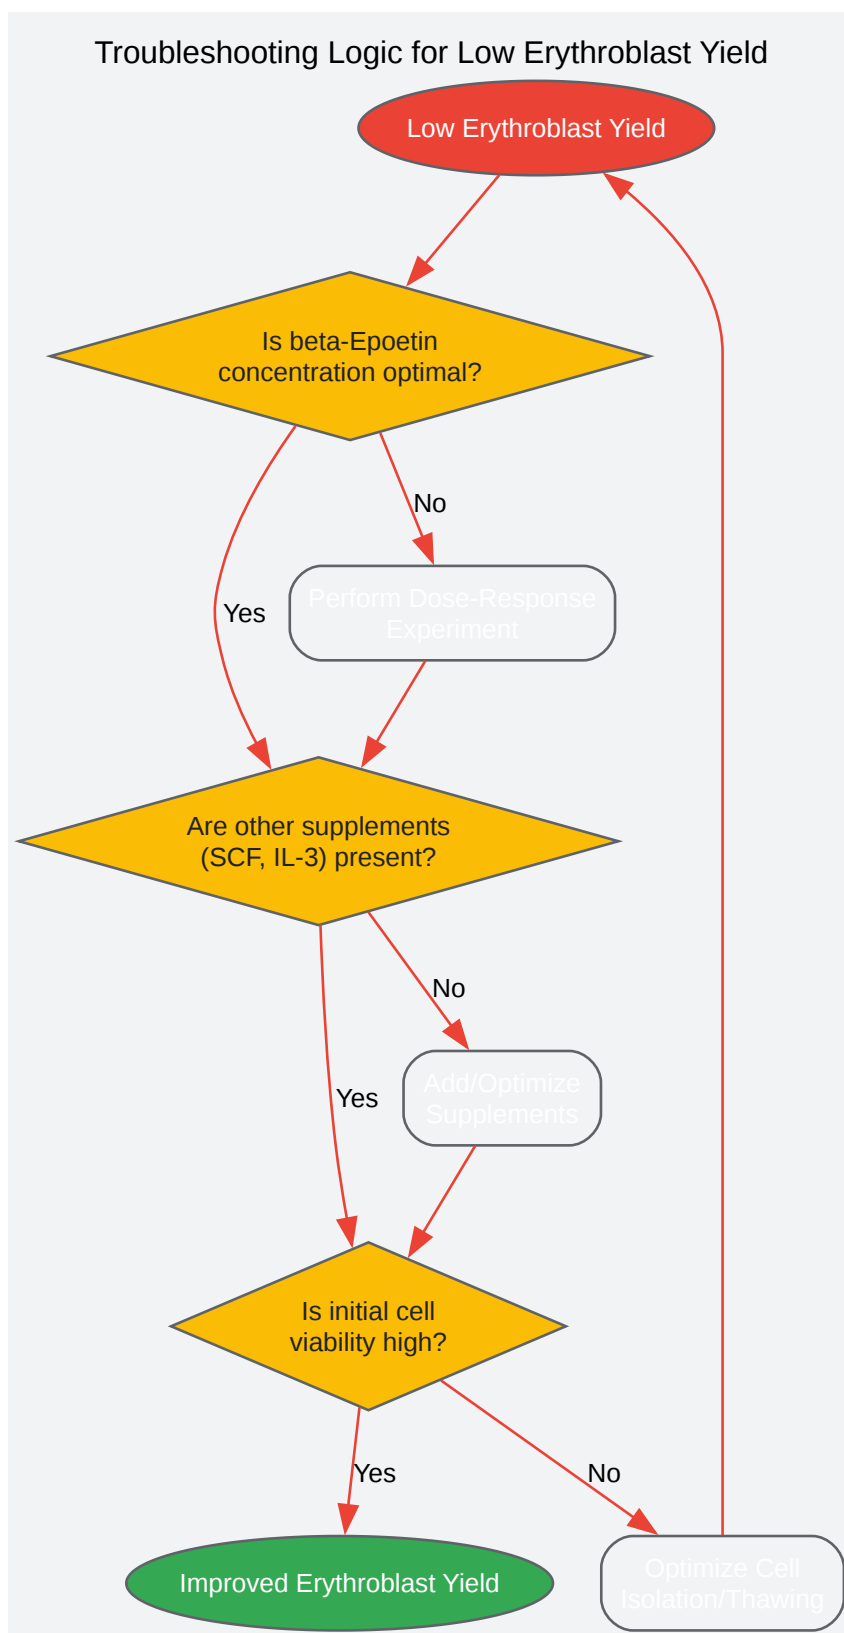 Troubleshooting Logic for Low Erythroblast Yield
Low Erythroblast Yield
Is beta-Epoetin
concentration optimal?
No
Perform Dose-Response
Experiment
Yes
Are other supplements
(SCF, IL-3) present?
No
Add/Optimize
Supplements
Yes
Is initial cell
viability high?
Yes
No
Improved Erythroblast Yield
Optimize Cell
Isolation/Thawing